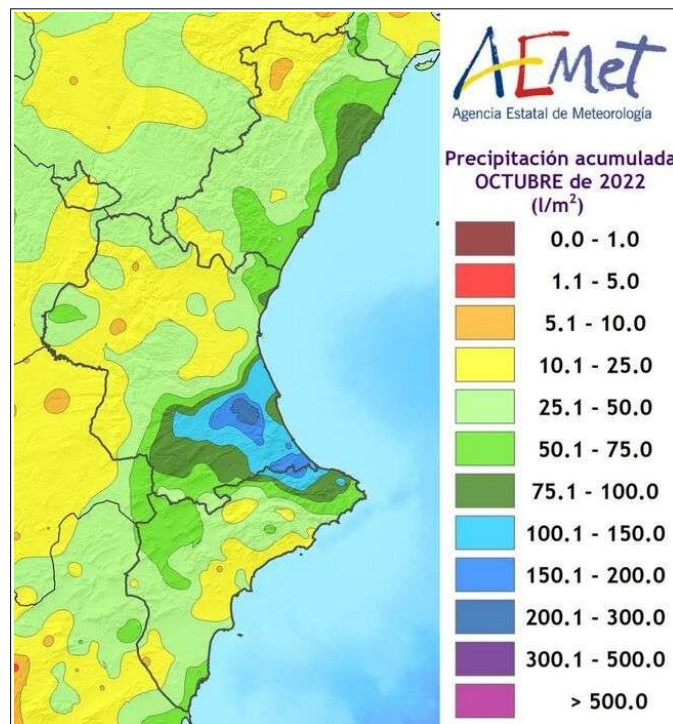 AEMet
Agencia Estatal de Meteorología
Precipitación acumulada
OCTUBRE de 2022
(l/m²)
0.0 - 1.0
1.1 - 5.0
5.1 - 10.0
10.1 - 25.0
25.1 - 50.0
50.1 - 75.0
75.1 - 100.0
100.1 - 150.0
150.1 - 200.0
200.1 - 300.0
300.1 - 500.0
> 500.0